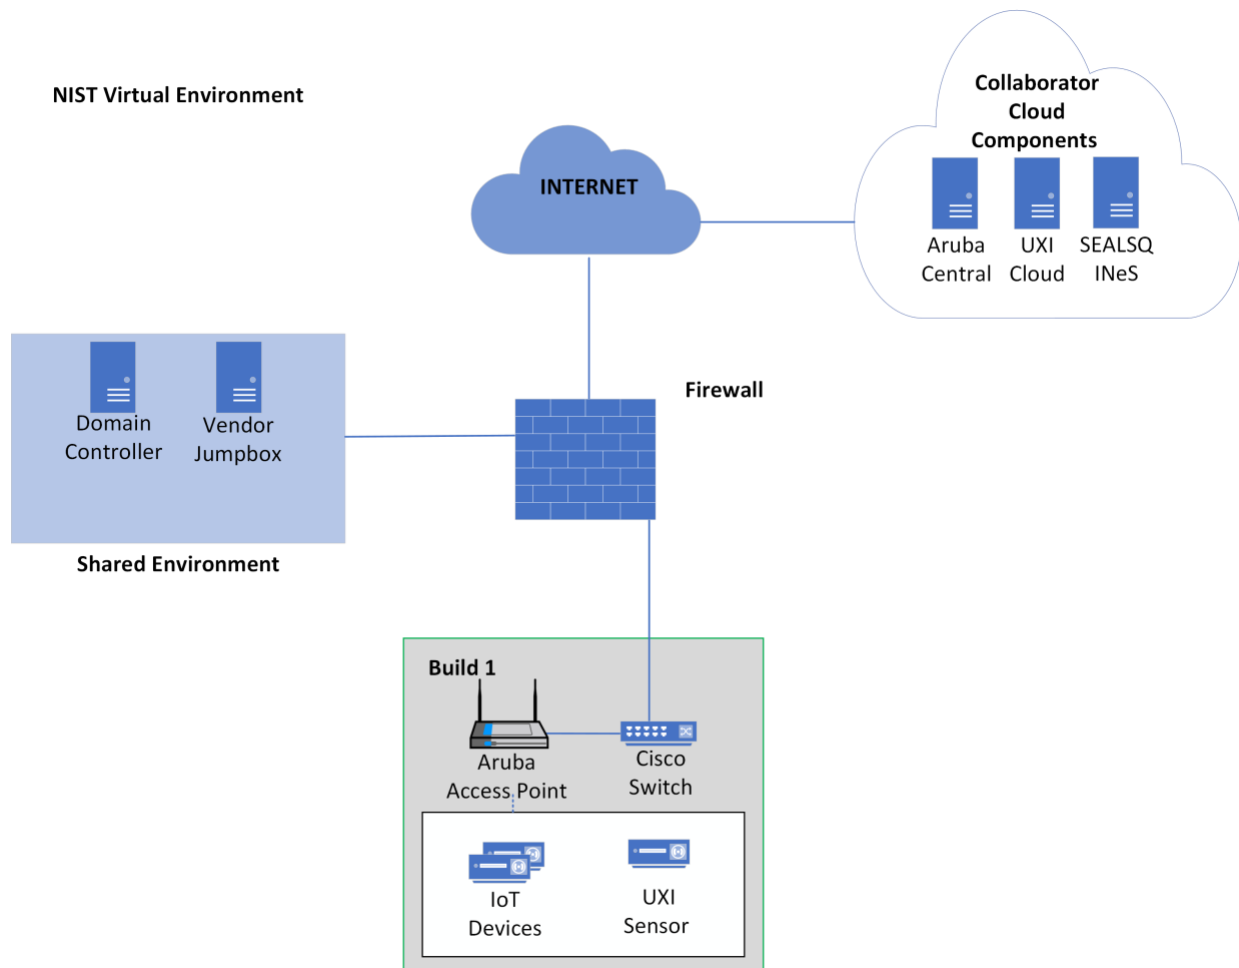 NIST Virtual Environment
Collaborator
Cloud
Components
INTERNET
Aruba
Central
UXI
Cloud
SEALSQ
INeS
Firewall
Domain
Controller
Vendor
Jumpbox
Shared Environment
Build 1
Aruba
Access Point
Cisco
Switch
IoT
Devices
UXI
Sensor